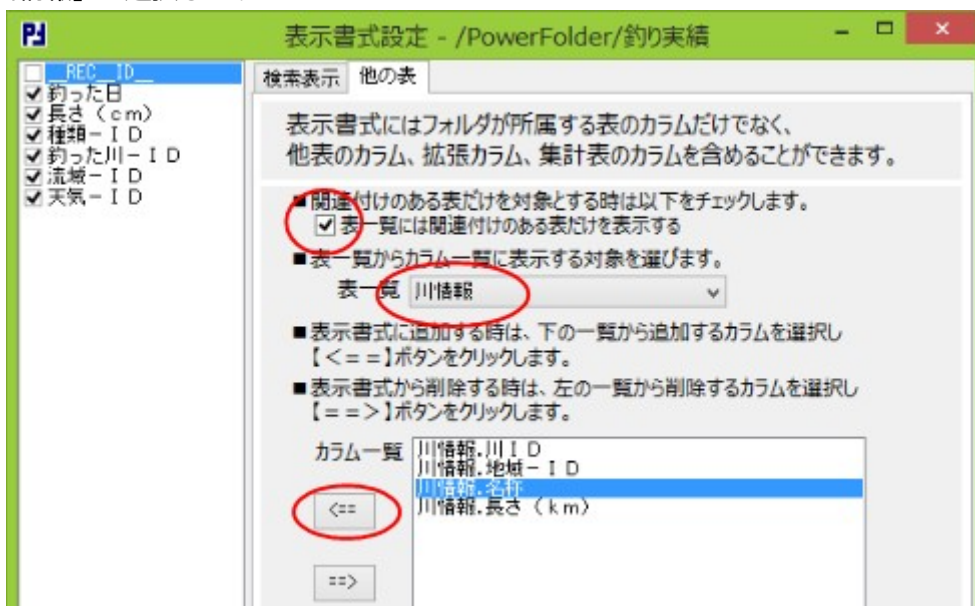 表示書式設定 - /PowerFolder/釣り実績
__REC_ID__
釣った日
長さ（ｃｍ）
種類－ＩＤ
釣った川－ＩＤ
流域－ＩＤ
天気－ＩＤ
検索表示 他の表
表示書式にはフォルダが所属する表のカラムだけでなく、
他表のカラム、拡張カラム、集計表のカラムを含めることができます。
■関連付けのある表だけを対象とする時は以下をチェックします。
表一覧には関連付けのある表だけを表示する
■表一覧からカラム一覧に表示する対象を選びます。
表一覧 川情報
■表示書式に追加する時は、下の一覧から追加するカラムを選択し
【＜＝＝】ボタンをクリックします。
■表示書式から削除する時は、左の一覧から削除するカラムを選択し
【＝＝＞】ボタンをクリックします。
カラム一覧
川情報.川ＩＤ
川情報.地域－ＩＤ
川情報.名称
川情報.長さ（ｋｍ）
<==
==>